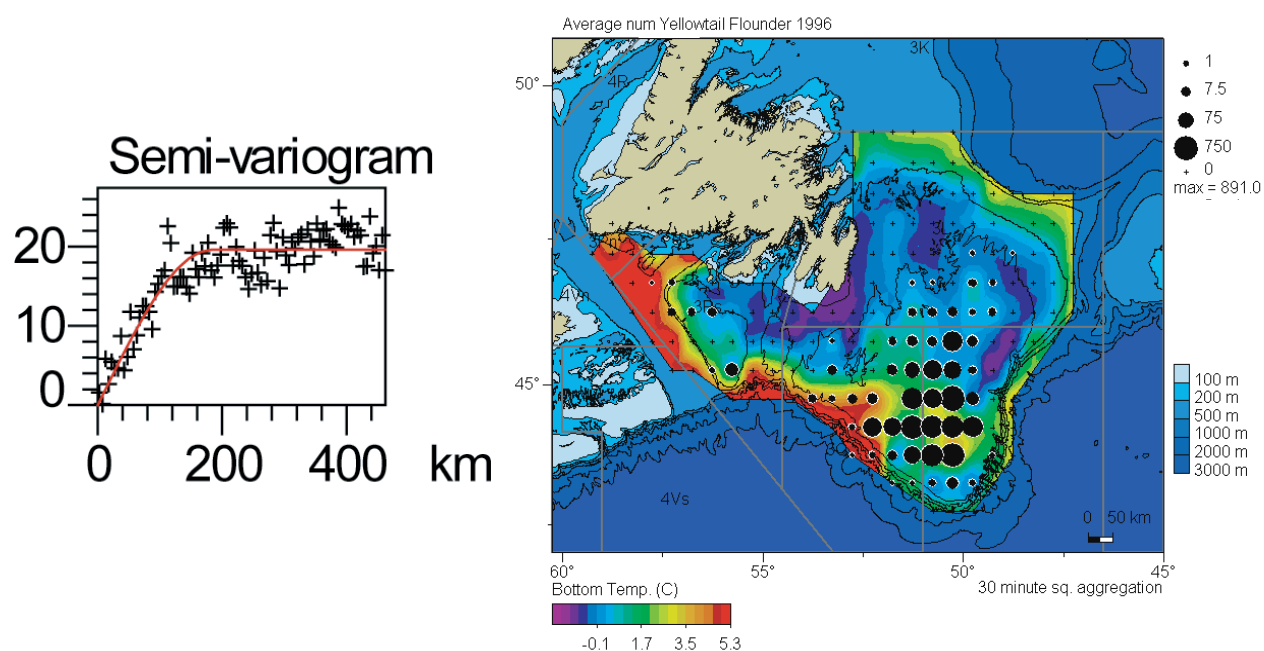 Semi-variogram
20
10
0
0 200 400 km
Average num Yellowtail Flounder 1996
3K
4R
50°
45°
3Ps
4Vs
1
7.5
75
750
0
max = 891.0
100 m
200 m
500 m
1000 m
2000 m
3000 m
0 50 km
60° 55° 50° 45°
30 minute sq. aggregation
Bottom Temp. (C)
-0.1 1.7 3.5 5.3